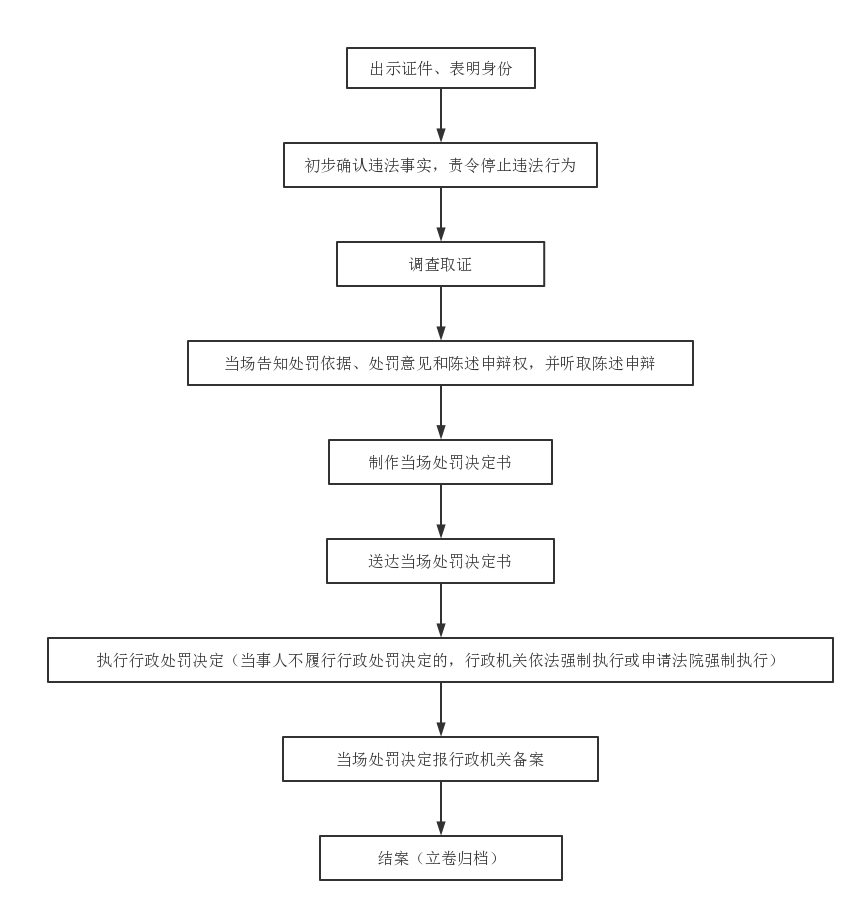 出示证件、表明身份
初步确认违法事实，责令停止违法行为
调查取证
当场告知处罚依据、处罚意见和陈述申辩权，并听取陈述申辩
制作当场处罚决定书
送达当场处罚决定书
执行行政处罚决定（当事人不履行行政处罚决定的，行政机关依法强制执行或申请法院强制执行）
当场处罚决定报行政机关备案
结案（立卷归档）